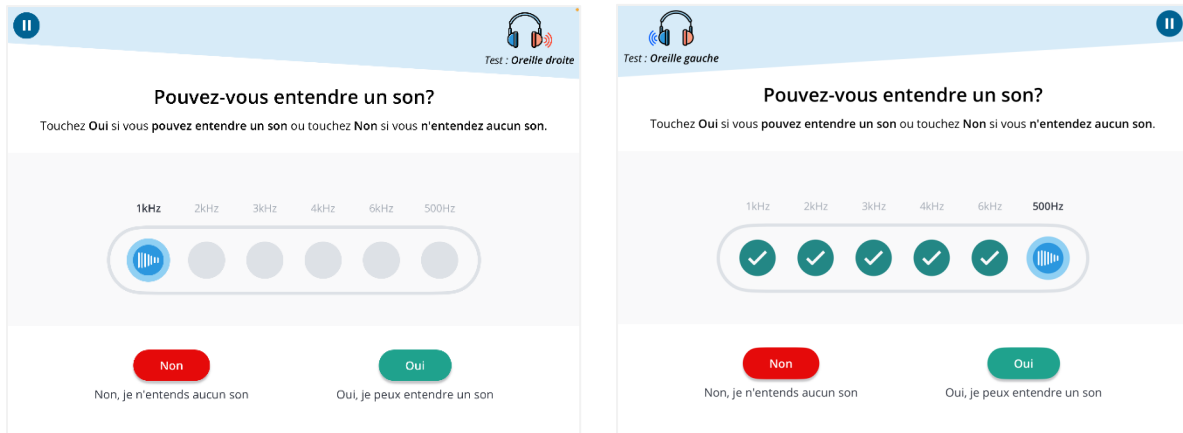 Test : Oreille droite
Pouvez-vous entendre un son?
Touchez Oui si vous pouvez entendre un son ou touchez Non si vous n'entendez aucun son.
1kHz 2kHz 3kHz 4kHz 6kHz 500Hz
Non Oui
Non, je n'entends aucun son Oui, je peux entendre un son
Test : Oreille gauche
Pouvez-vous entendre un son?
Touchez Oui si vous pouvez entendre un son ou touchez Non si vous n'entendez aucun son.
1kHz 2kHz 3kHz 4kHz 6kHz 500Hz
Non Oui
Non, je n'entends aucun son Oui, je peux entendre un son